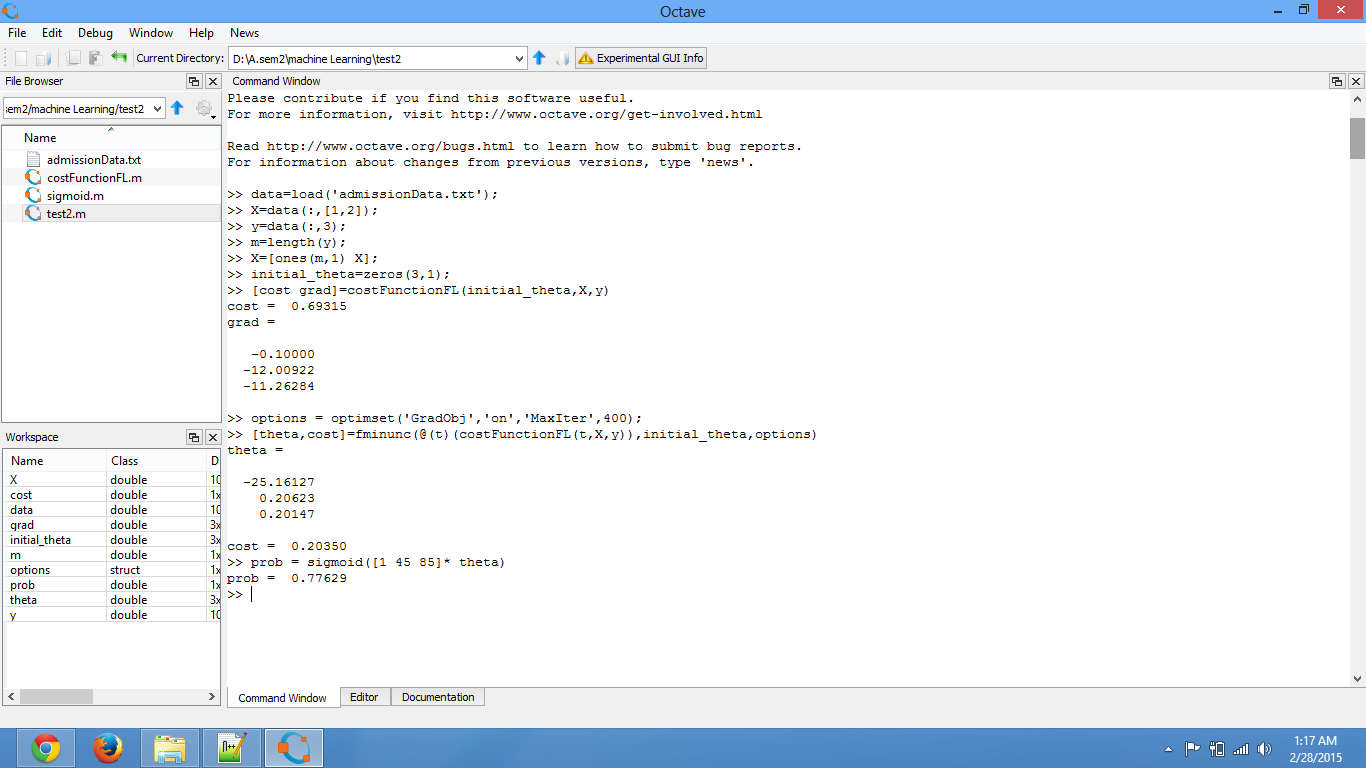 Octave
File Edit Debug Window Help News
Current Directory: D:\A.sem2\machine Learning\test2 Experimental GUI Info
File Browser
:em2/machine Learning/test2
Name
admissionData.txt
costFunctionFL.m
sigmoid.m
test2.m
Workspace
Name Class D
X double 10
cost double 1x
data double 10
grad double 3x
initial_theta double 3x
m double 1x
options struct 1x
prob double 1x
theta double 3x
y double 10
Command Window
Please contribute if you find this software useful.
For more information, visit http://www.octave.org/get-involved.html
Read http://www.octave.org/bugs.html to learn how to submit bug reports.
For information about changes from previous versions, type 'news'.
>> data=load('admissionData.txt');
>> X=data(:,[1,2]);
>> y=data(:,3);
>> m=length(y);
>> X=[ones(m,1) X];
>> initial_theta=zeros(3,1);
>> [cost grad]=costFunctionFL(initial_theta,X,y)
cost =  0.69315
grad =
-0.10000
-12.00922
-11.26284
>> options = optimset('GradObj','on','MaxIter',400);
>> [theta,cost]=fminunc(@(t)(costFunctionFL(t,X,y)),initial_theta,options)
theta =
-25.16127
0.20623
0.20147
cost =  0.20350
>> prob = sigmoid([1 45 85]* theta)
prob =  0.77629
>>
Command Window Editor Documentation
1:17 AM
2/28/2015